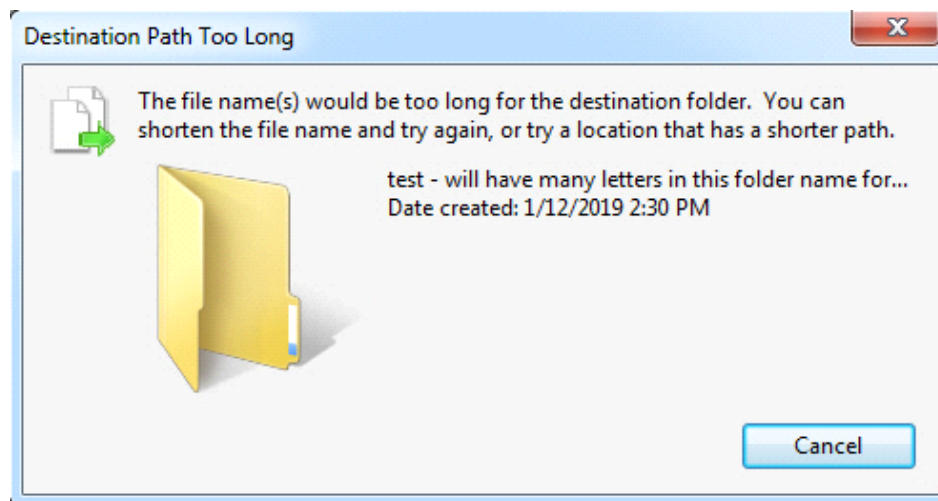 Destination Path Too Long
The file name(s) would be too long for the destination folder.  You can
shorten the file name and try again, or try a location that has a shorter path.
test - will have many letters in this folder name for...
Date created: 1/12/2019 2:30 PM
Cancel